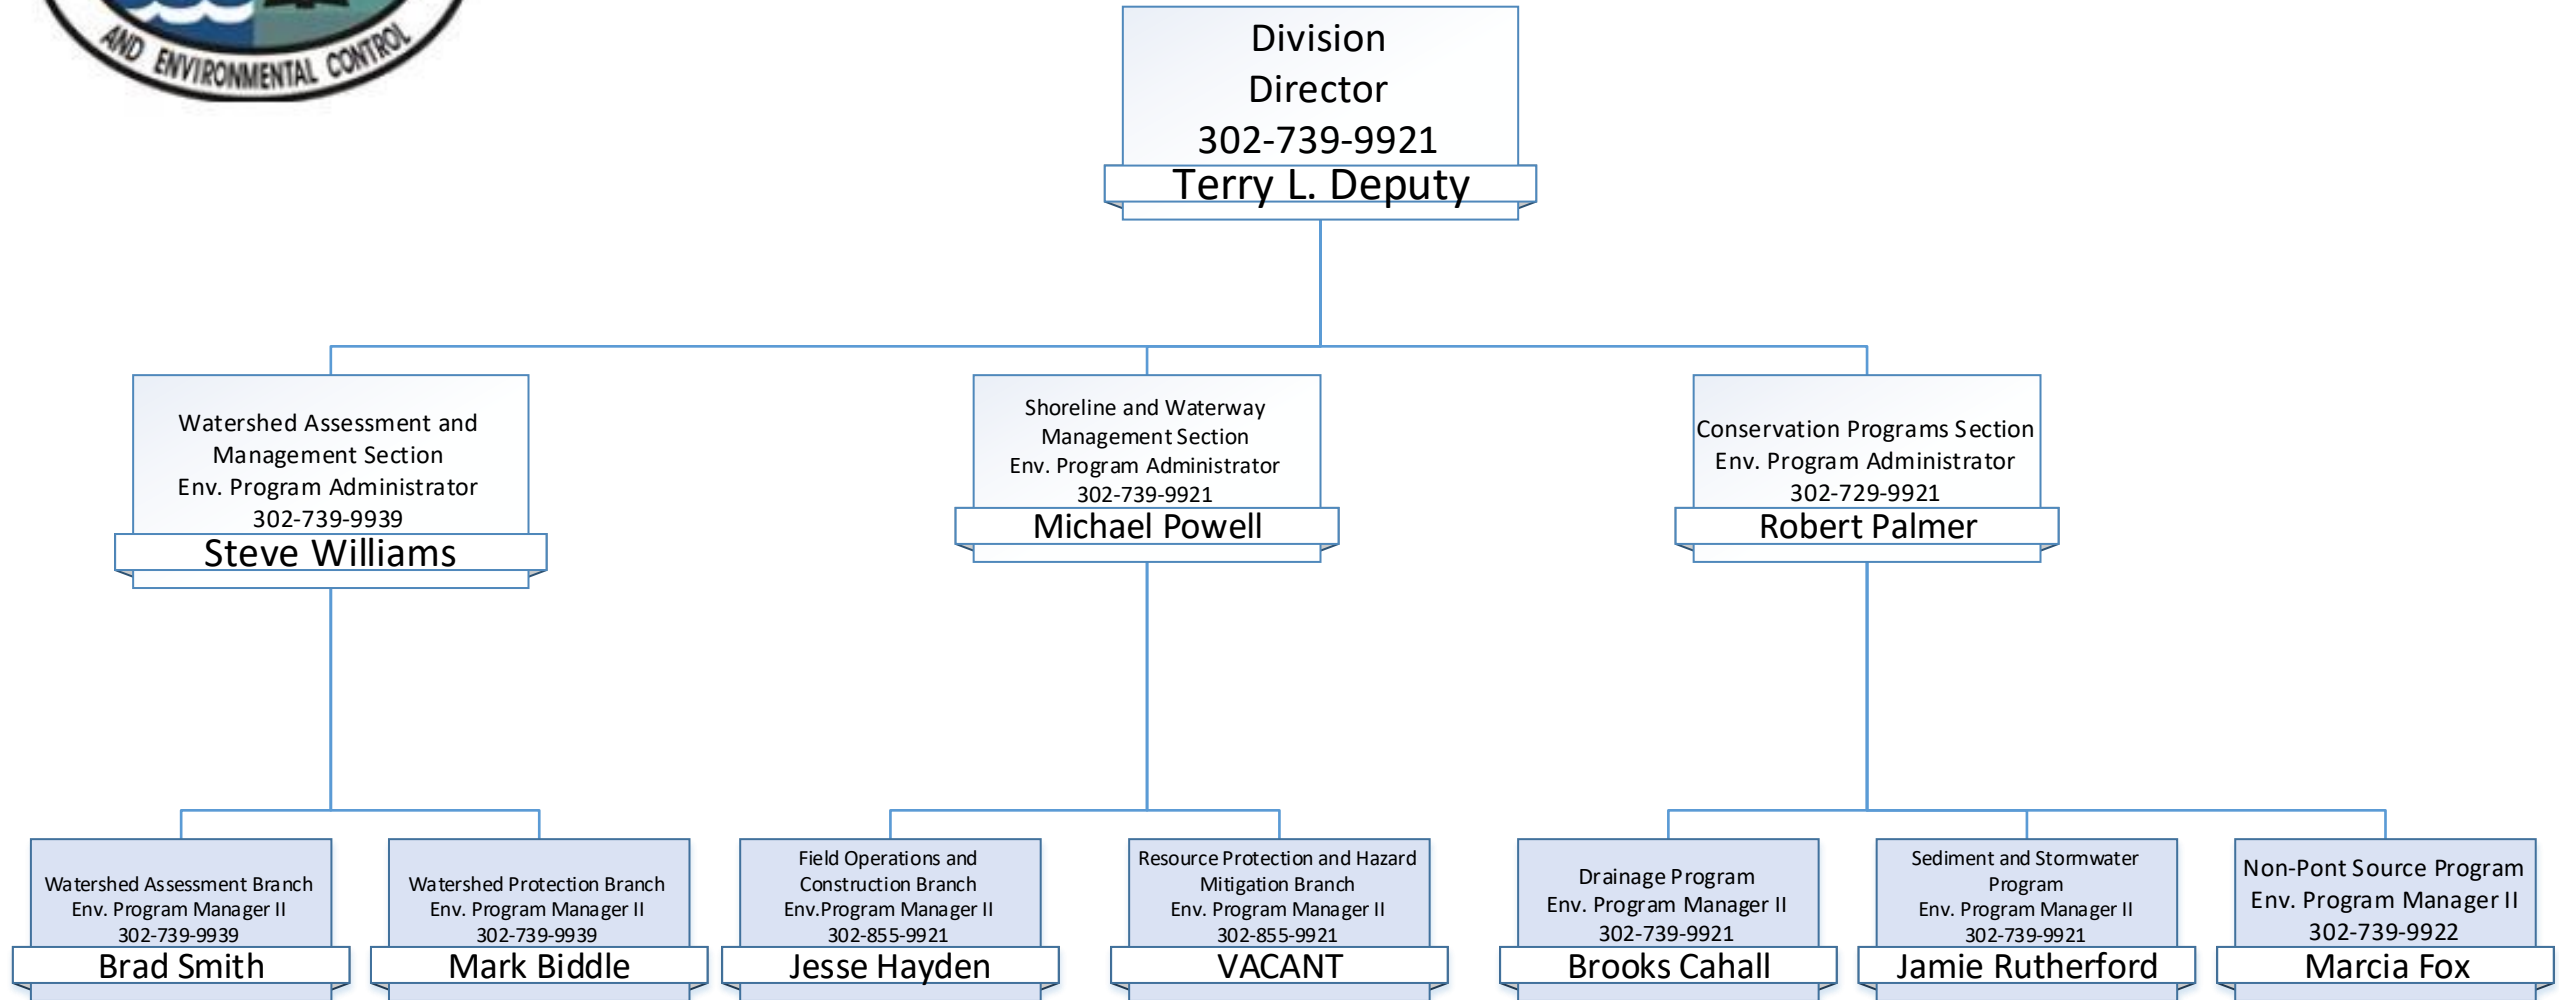 AND ENVIRONMENTAL CONTROL
Division
Director
302-739-9921
Terry L. Deputy
Watershed Assessment and
Management Section
Env. Program Administrator
302-739-9939
Steve Williams
Shoreline and Waterway
Management Section
Env. Program Administrator
302-739-9921
Michael Powell
Conservation Programs Section
Env. Program Administrator
302-729-9921
Robert Palmer
Watershed Assessment Branch
Env. Program Manager II
302-739-9939
Brad Smith
Watershed Protection Branch
Env. Program Manager II
302-739-9939
Mark Biddle
Field Operations and
Construction Branch
Env.Program Manager II
302-855-9921
Jesse Hayden
Resource Protection and Hazard
Mitigation Branch
Env. Program Manager II
302-855-9921
VACANT
Drainage Program
Env. Program Manager II
302-739-9921
Brooks Cahall
Sediment and Stormwater
Program
Env. Program Manager II
302-739-9921
Jamie Rutherford
Non-Pont Source Program
Env. Program Manager II
302-739-9922
Marcia Fox